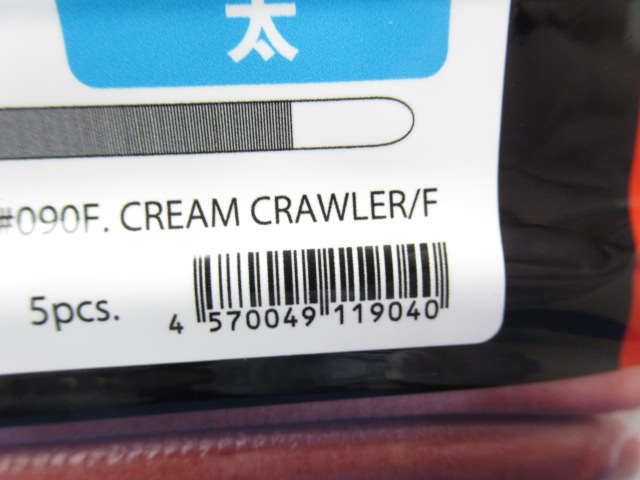 太
#090F. CREAM CRAWLER/F
5pcs.
4 570049 119040